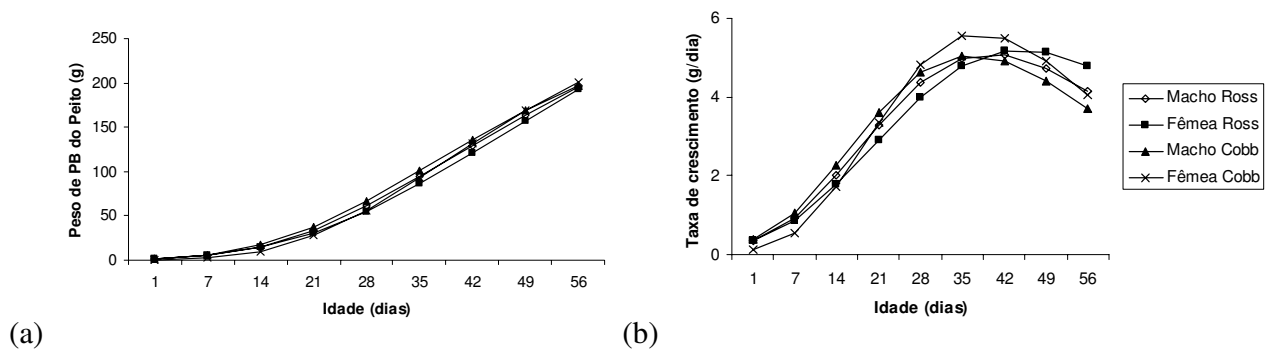 250
200
150
100
50
0
Peso de PB do Peito (g)
1 7 14 21 28 35 42 49 56
Idade (dias)
(a)
6
4
2
0
Taxa de crescimento (g/dia)
1 7 14 21 28 35 42 49 56
Idade (dias)
(b)
Macho Ross
Fêmea Ross
Macho Cobb
Fêmea Cobb